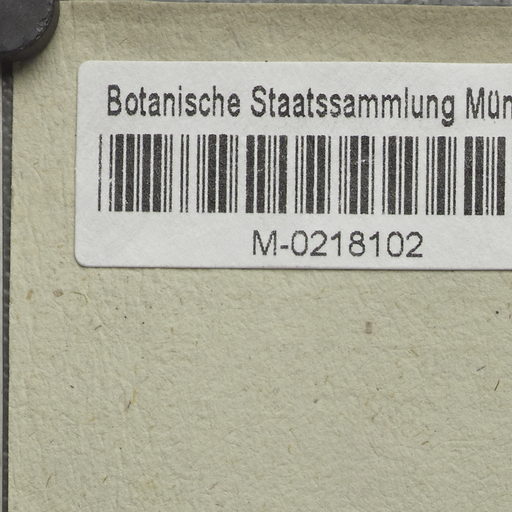 Botanische Staatssammlung Mün
M-0218102